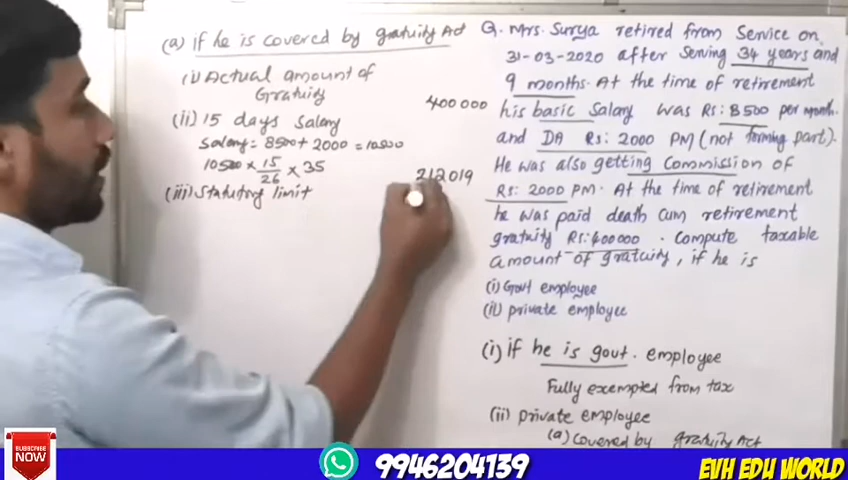 (a) if he is covered by gratuity Act
(i) Actual amount of
Gratuity
400000
(ii) 15 days salary
salary = 8500 + 2000 = 10500
10500 × 15/26 × 35
212019
(iii) Statutory limit
Q. Mrs. Surya retired from Service on
31-03-2020 after Serving 34 years and
9 months. At the time of retirement
his basic Salary was Rs: 8500 per month.
and DA Rs: 2000 PM (not forming part).
He was also getting Commission of
Rs: 2000 PM. At the time of retirement
he was paid death cum retirement
gratuity Rs: 400000. Compute taxable
amount of gratuity, if he is
(i) Govt employee
(ii) private employee
(i) if he is govt. employee
Fully exempted from tax
(ii) private employee
(a) Covered by gratuity Act
SUBSCRIBE
NOW
9946204139
EVH EDU WORLD